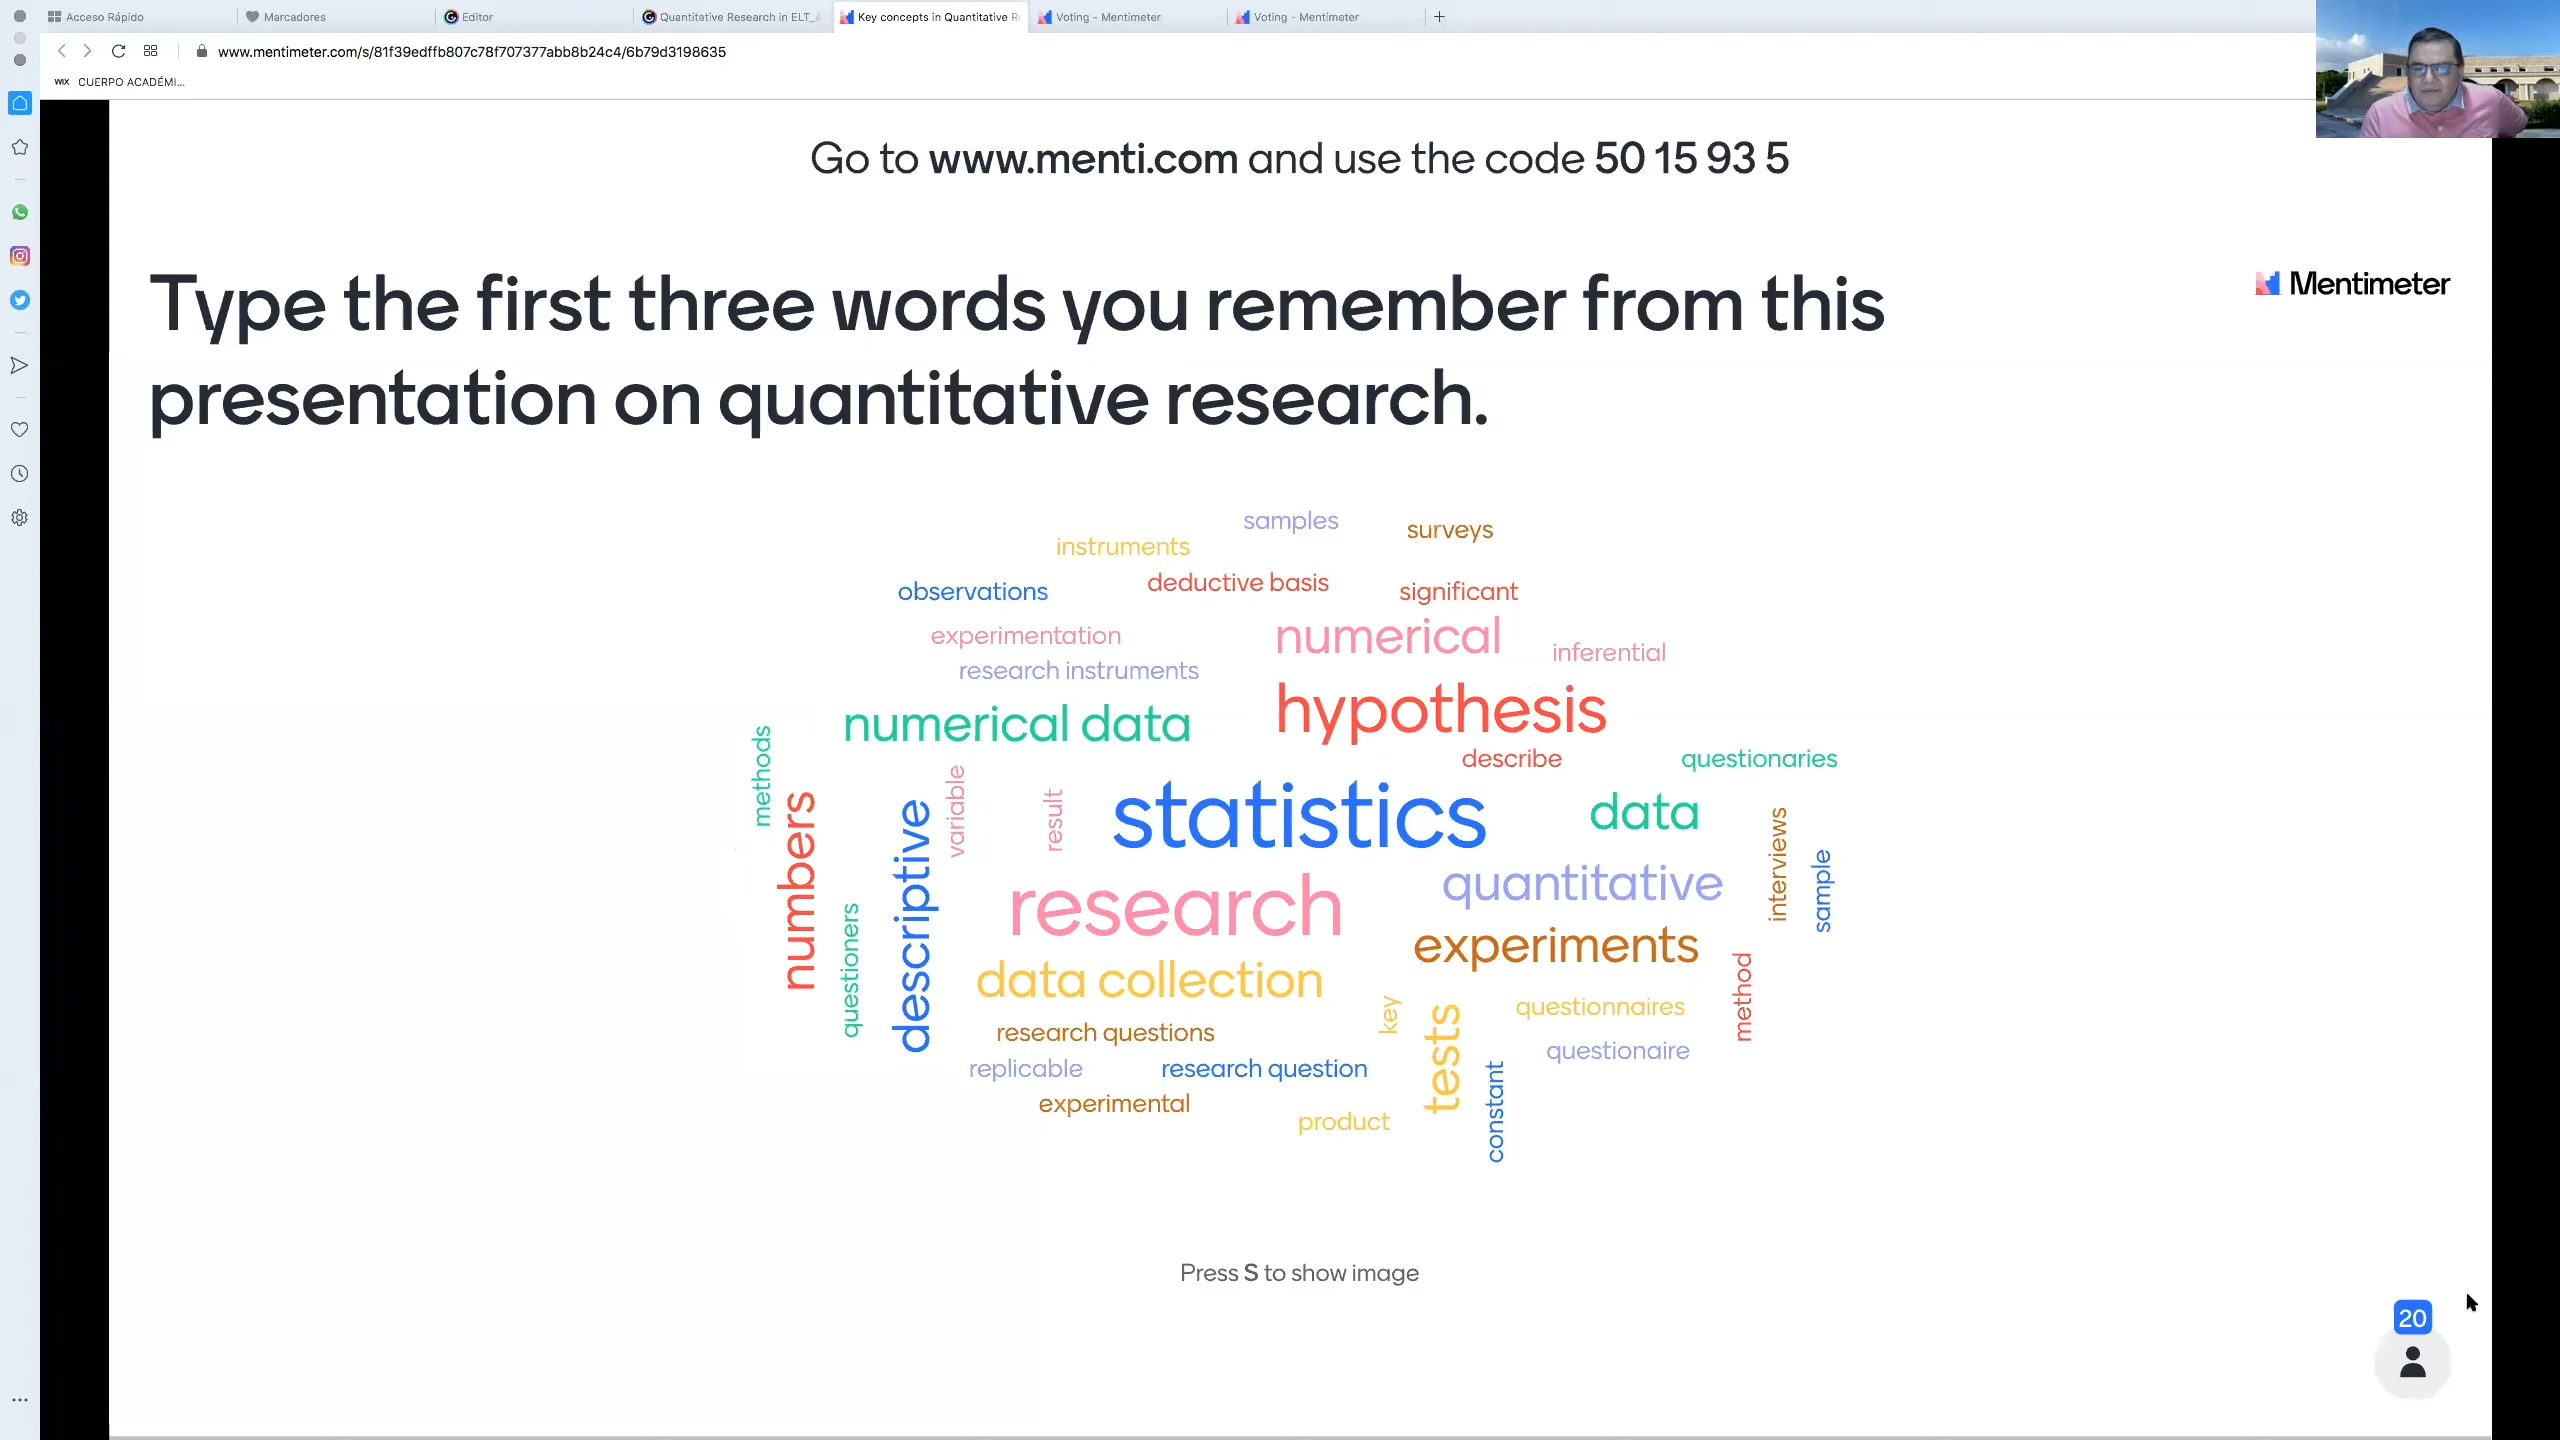 Acceso Rápido
Marcadores
Editor
Quantitative Research in ELT_
Key concepts in Quantitative R
Voting - Mentimeter
Voting - Mentimeter
www.mentimeter.com/s/81f39edffb807c78f707377abb8b24c4/6b79d3198635
WIX CUERPO ACADÉMI...
Go to www.menti.com and use the code 50 15 93 5
Type the first three words you remember from this
presentation on quantitative research.
Mentimeter
samples
surveys
instruments
deductive basis
observations
significant
experimentation
numerical
inferential
research instruments
hypothesis
numerical data
methods
describe
questionaries
variable
result
statistics
data
numbers
descriptive
interviews
sample
quantitative
research
questioners
experiments
data collection
method
key
tests
questionnaires
research questions
questionaire
replicable
research question
constant
experimental
product
Press S to show image
20